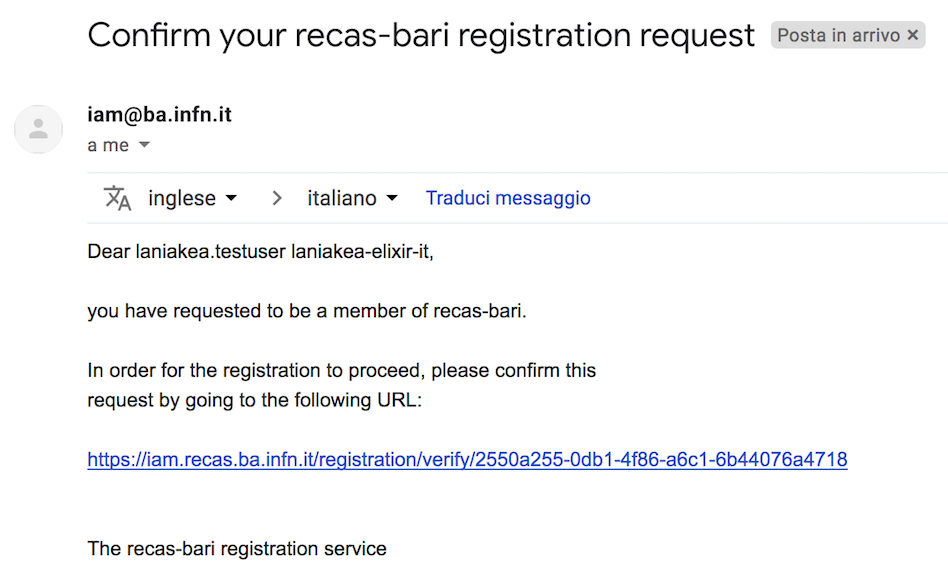 Confirm your recas-bari registration request Posta in arrivo ×
iam@ba.infn.it
a me
inglese > italiano Traduci messaggio
Dear laniakea.testuser laniakea-elixir-it,
you have requested to be a member of recas-bari.
In order for the registration to proceed, please confirm this
request by going to the following URL:
https://iam.recas.ba.infn.it/registration/verify/2550a255-0db1-4f86-a6c1-6b44076a4718
The recas-bari registration service